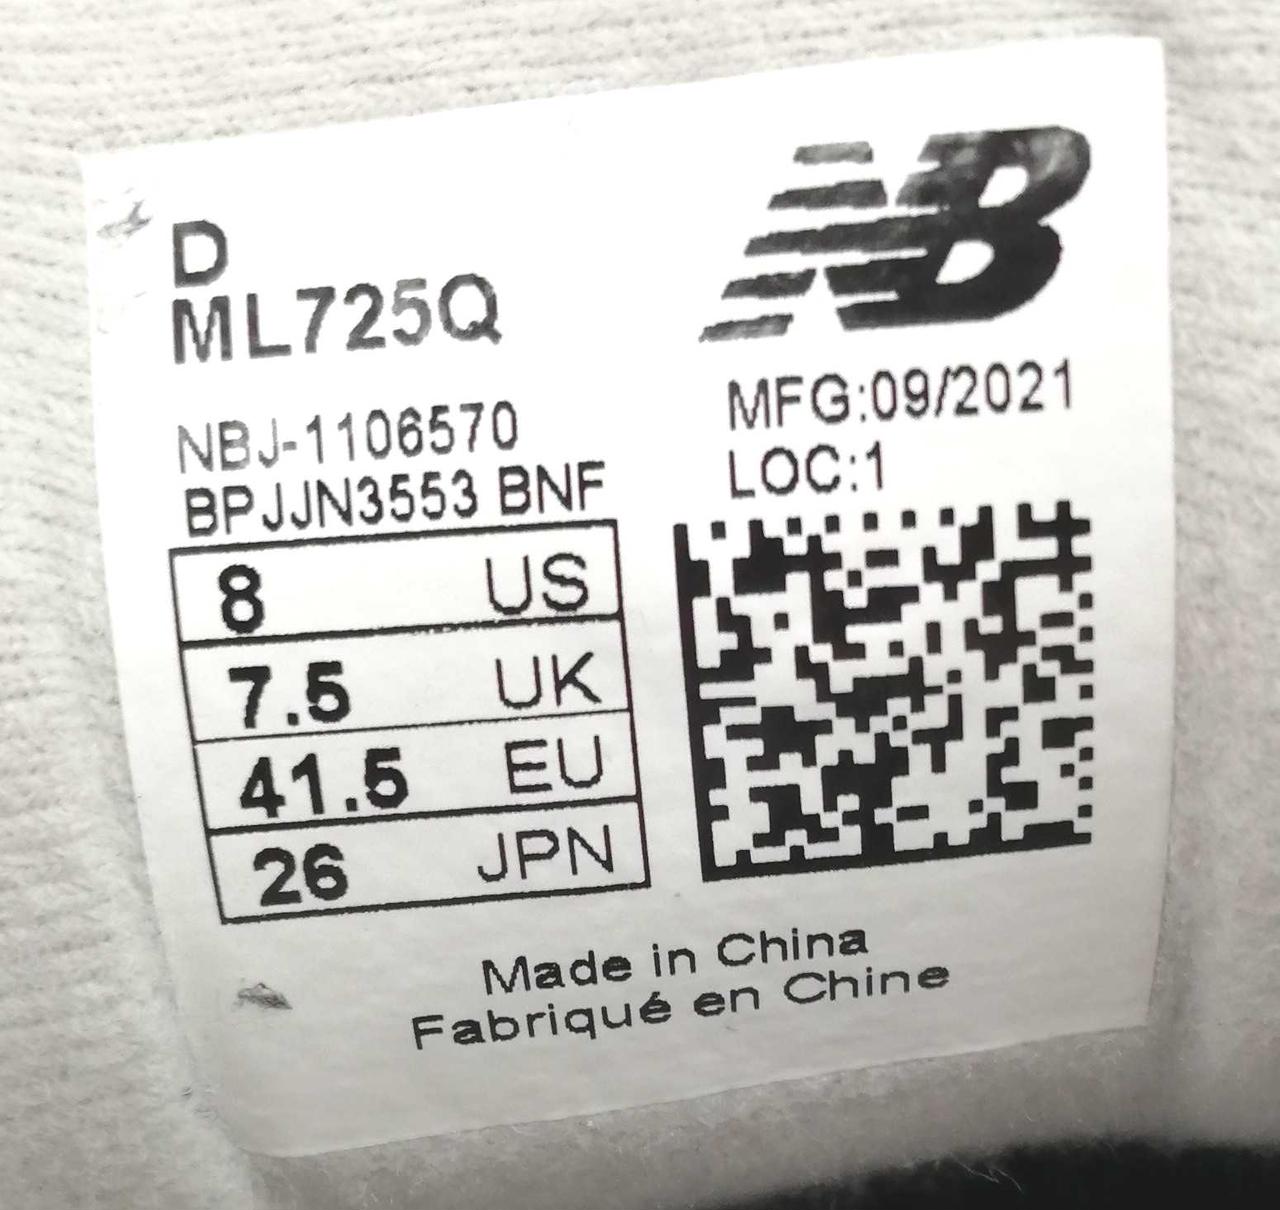 D
ML725Q
NB
MFG:09/2021
LOC:1
NBJ-1106570
BPJJN3553 BNF
8 US
7.5 UK
41.5 EU
26 JPN
Made in China
Fabriqué en Chine